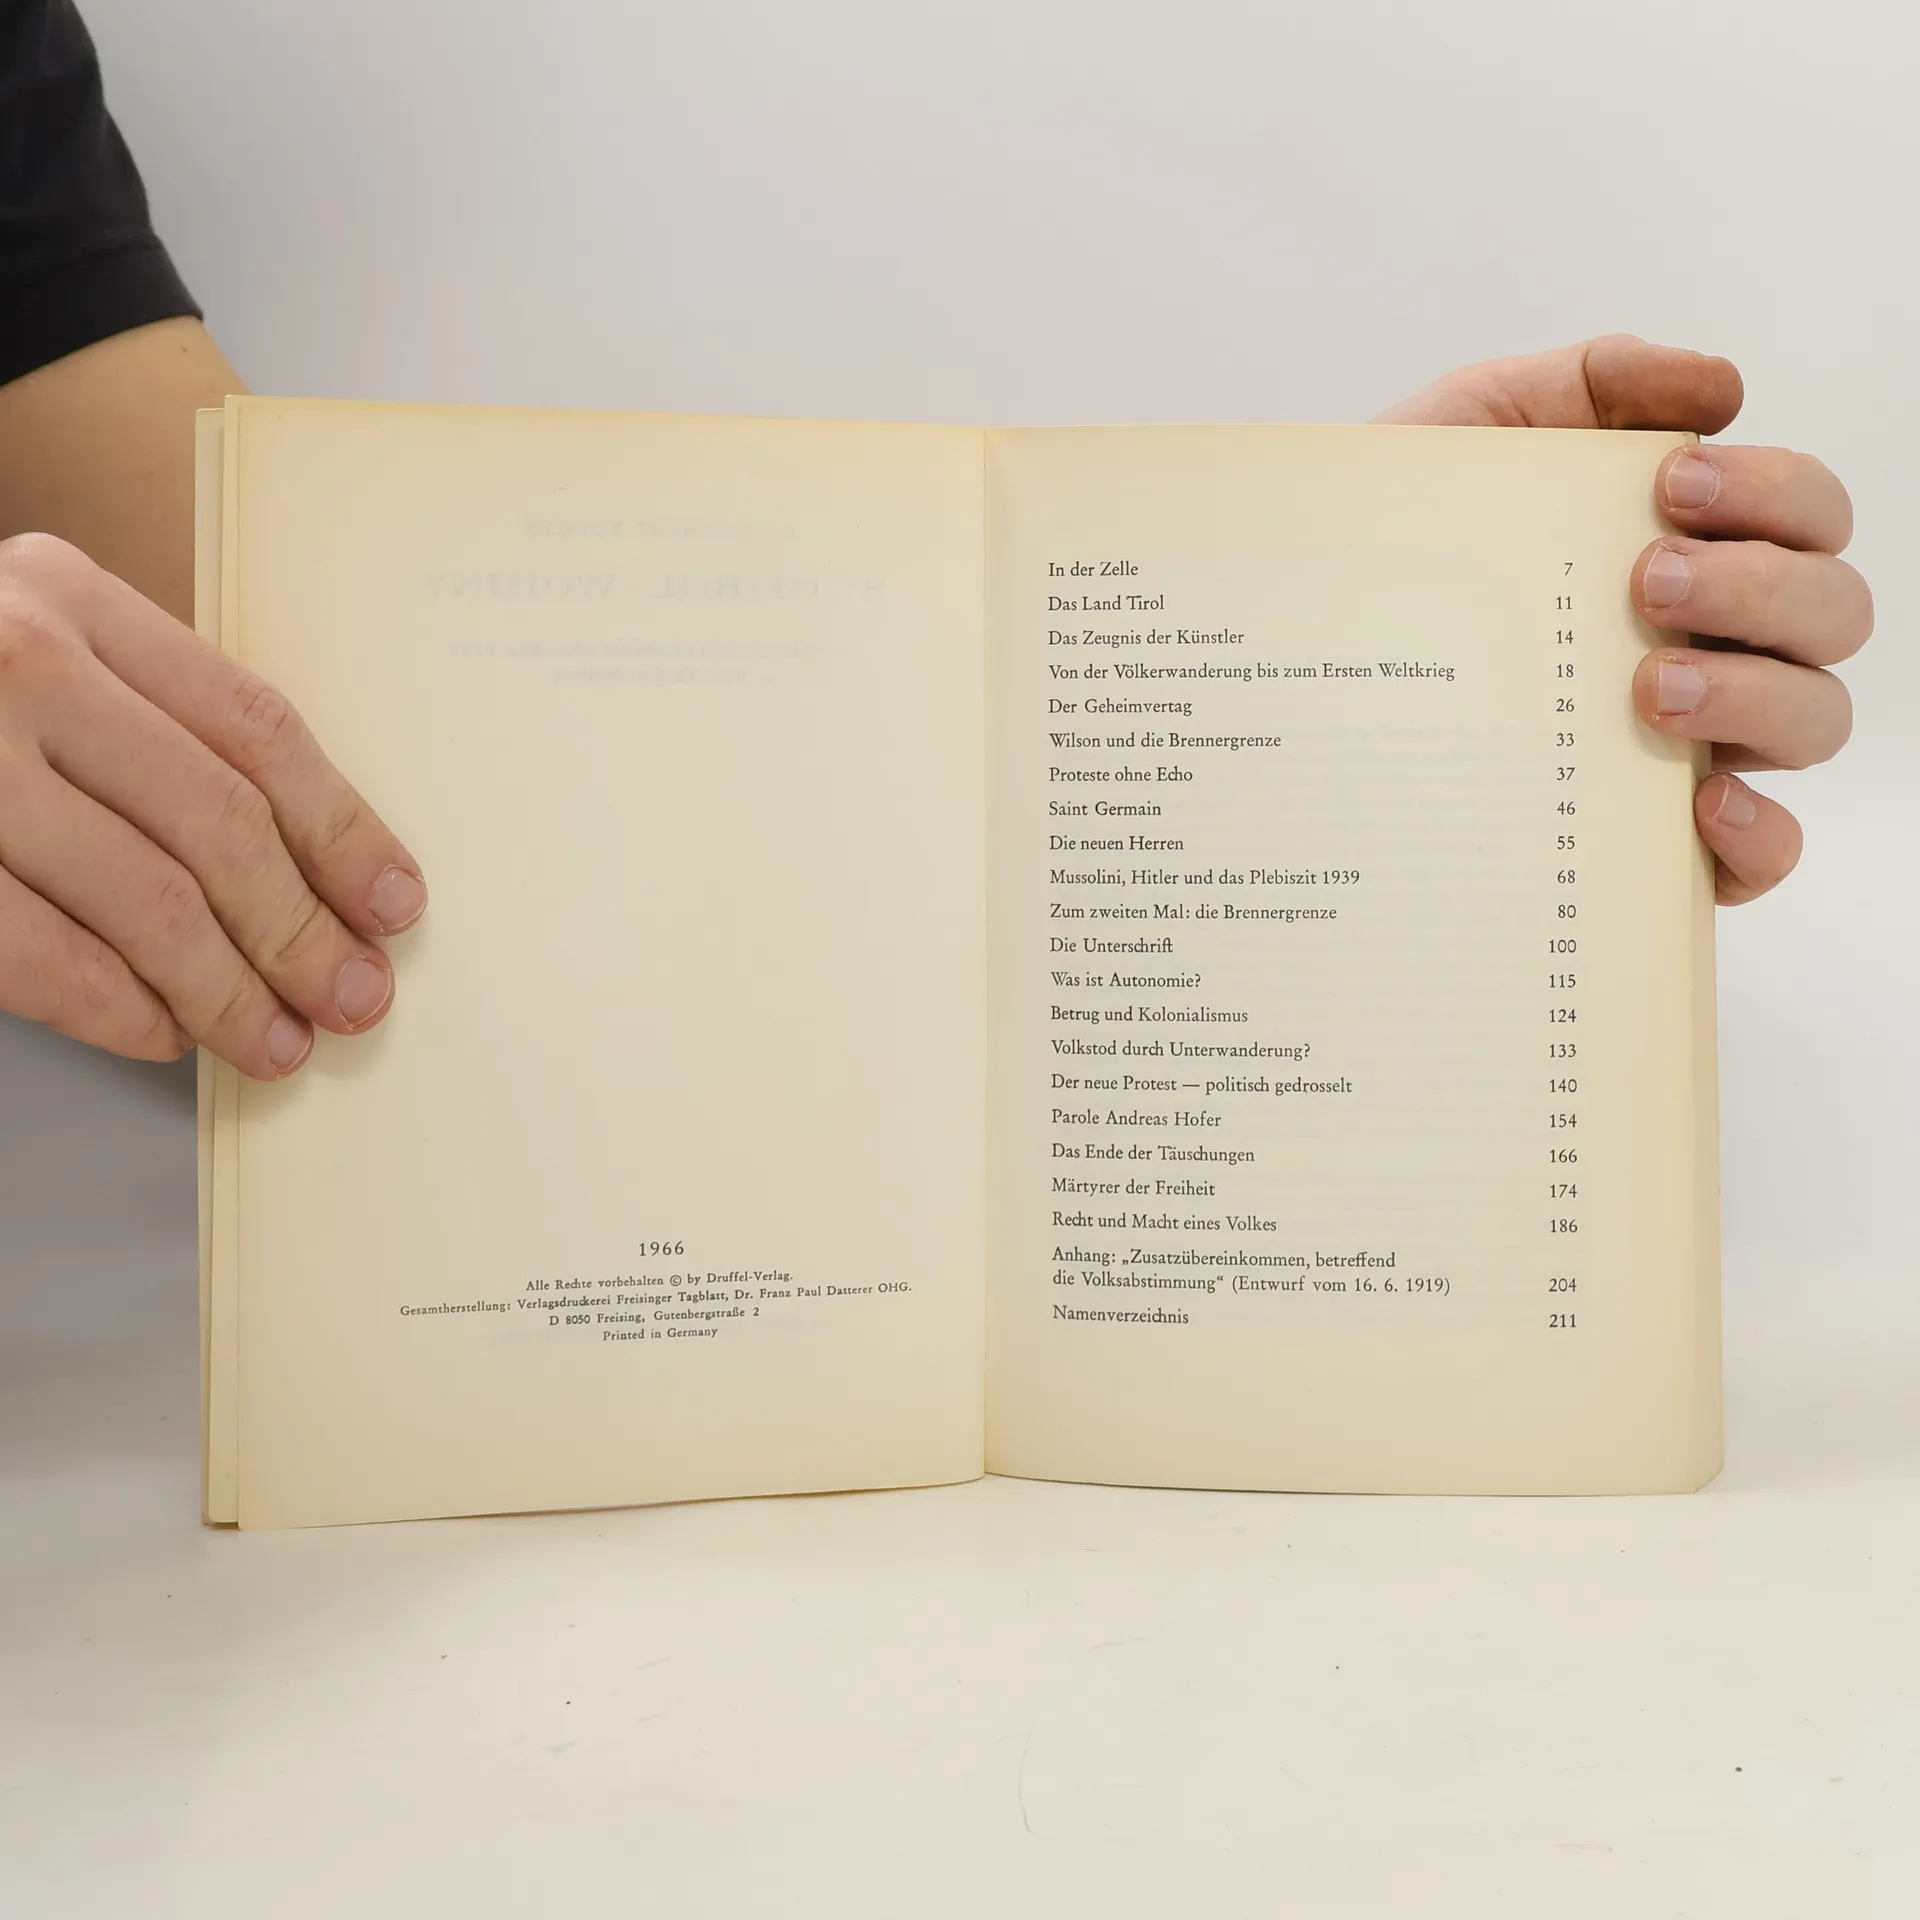 1966
Alle Rechte vorbehalten © by Druffel-Verlag.
Gesamtherstellung: Verlagsdruckerei Freisinger Tagblatt, Dr. Franz Paul Datterer OHG.
D 8050 Freising, Gutenbergstraße 2
Printed in Germany
In der Zelle 7
Das Land Tirol 11
Das Zeugnis der Künstler 14
Von der Völkerwanderung bis zum Ersten Weltkrieg 18
Der Geheimvertag 26
Wilson und die Brennergrenze 33
Proteste ohne Echo 37
Saint Germain 46
Die neuen Herren 55
Mussolini, Hitler und das Plebiszit 1939 68
Zum zweiten Mal: die Brennergrenze 80
Die Unterschrift 100
Was ist Autonomie? 115
Betrug und Kolonialismus 124
Volkstod durch Unterwanderung? 133
Der neue Protest — politisch gedrosselt 140
Parole Andreas Hofer 154
Das Ende der Täuschungen 166
Märtyrer der Freiheit 174
Recht und Macht eines Volkes 186
Anhang: „Zusatzübereinkommen, betreffend
die Volksabstimmung“ (Entwurf vom 16. 6. 1919) 204
Namenverzeichnis 211